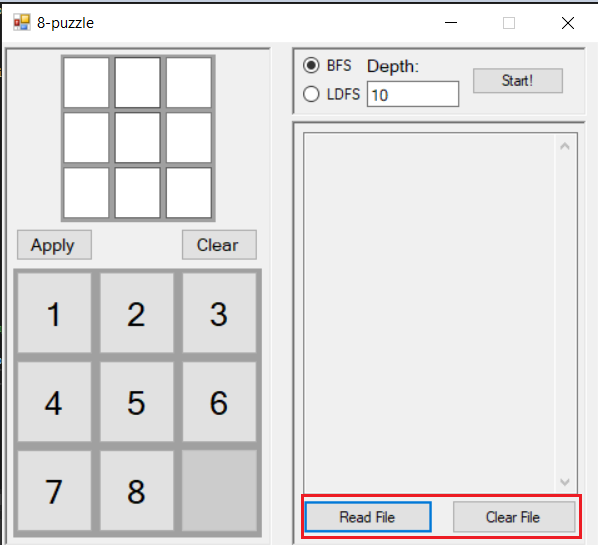 8-puzzle
BFS Depth:
LDFS 10
Start!
Apply Clear
1 2 3
4 5 6
7 8
Read File Clear File